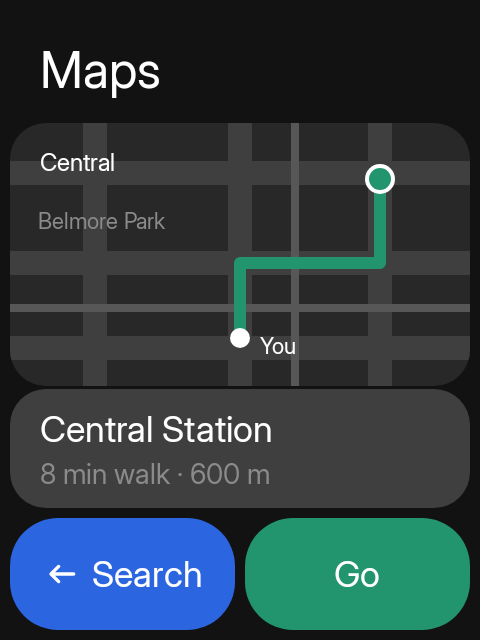 Maps
Central
Belmore Park
You
Central Station
8 min walk · 600 m
← Search
Go